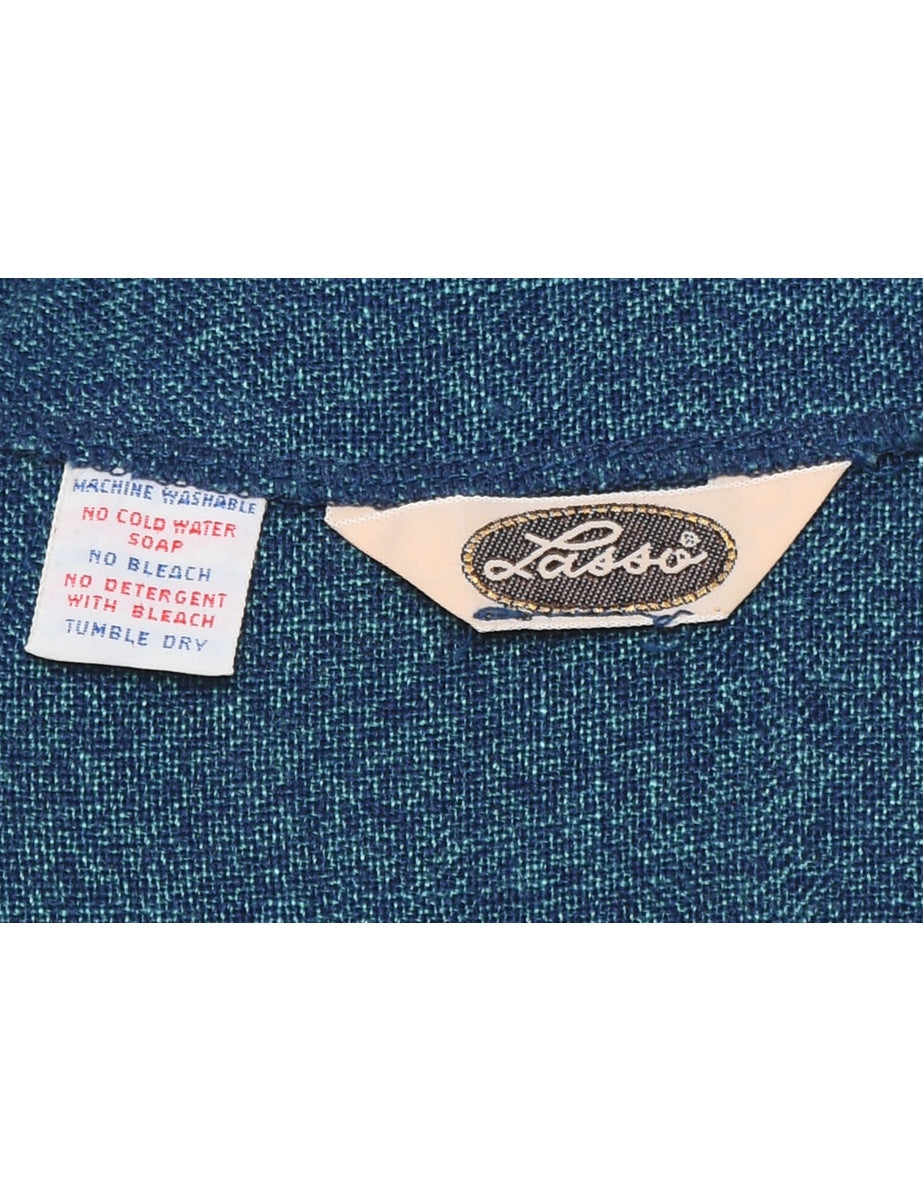 MACHINE WASHABLE
NO COLD WATER
SOAP
NO BLEACH
NO DETERGENT
WITH BLEACH
TUMBLE DRY
Lasso